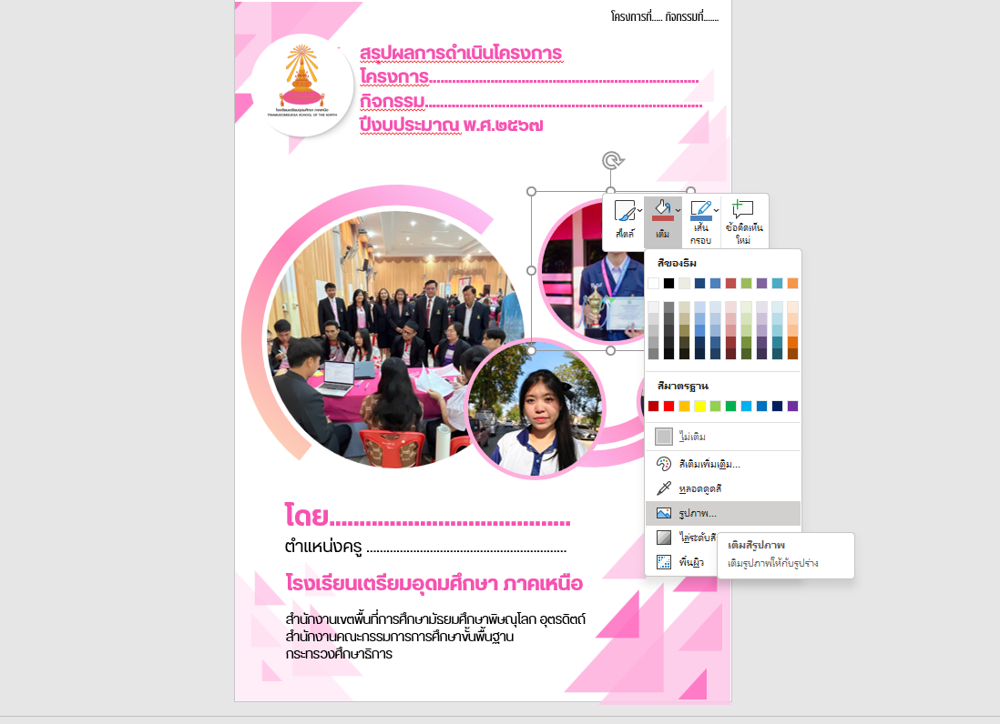 โครงการที่..... กิจกรรมที่.......
สรุปผลการดำเนินโครงการ
โครงการ......................................................................
กิจกรรม........................................................................
ปีงบประมาณ พ.ศ.๒๕๖๗
โรงเรียนเตรียมอุดมศึกษา ภาคเหนือ
TRIAMUDOMSUKSA SCHOOL OF THE NORTH
สไตล์
เติม
เส้นกรอบ
ข้อคิดเห็นใหม่
สีของธีม
สีมาตรฐาน
ไม่เติม
สีเติมเพิ่มเติม...
หลอดดูดสี
รูปภาพ...
ไล่ระดับสี
พื้นผิว
เติมสีรูปภาพ
เติมรูปภาพให้กับรูปร่าง
โดย........................................
ตำแหน่งครู ...........................................................
โรงเรียนเตรียมอุดมศึกษา ภาคเหนือ
สำนักงานเขตพื้นที่การศึกษามัธยมศึกษาพิษณุโลก อุตรดิตถ์
สำนักงานคณะกรรมการการศึกษาขั้นพื้นฐาน
กระทรวงศึกษาธิการ